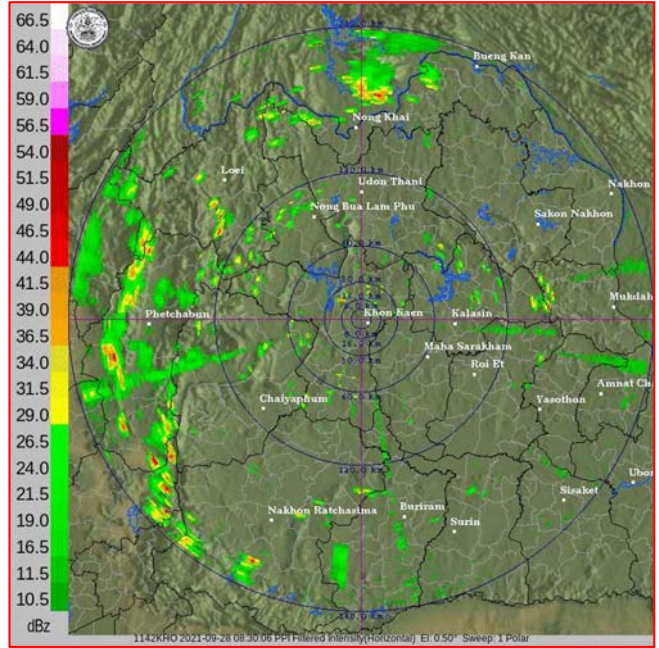 66.5
64.0
61.5
59.0
56.5
54.0
51.5
49.0
46.5
44.0
41.5
39.0
36.5
34.0
31.5
29.0
26.5
24.0
21.5
19.0
16.5
11.5
10.5
dBz
Bueng Kan
Nong Khai
Loei
Udon Thani
Nakhon
Nong Bua Lam Phu
Sakon Nakhon
Mukdah
Phetchabun
Khon Kaen
Kalasin
Maha Sarakham
Roi Et
Amnat Cha
Chaiyaphum
Yasothon
120.0 km
Ubon
Sisaket
Nakhon Ratchasima
Buriram
Surin
1142KHO 2021-09-28 08:30:06 PPI Filtered Intensity(Horizontal) El: 0.50° Sweep: 1 Polar